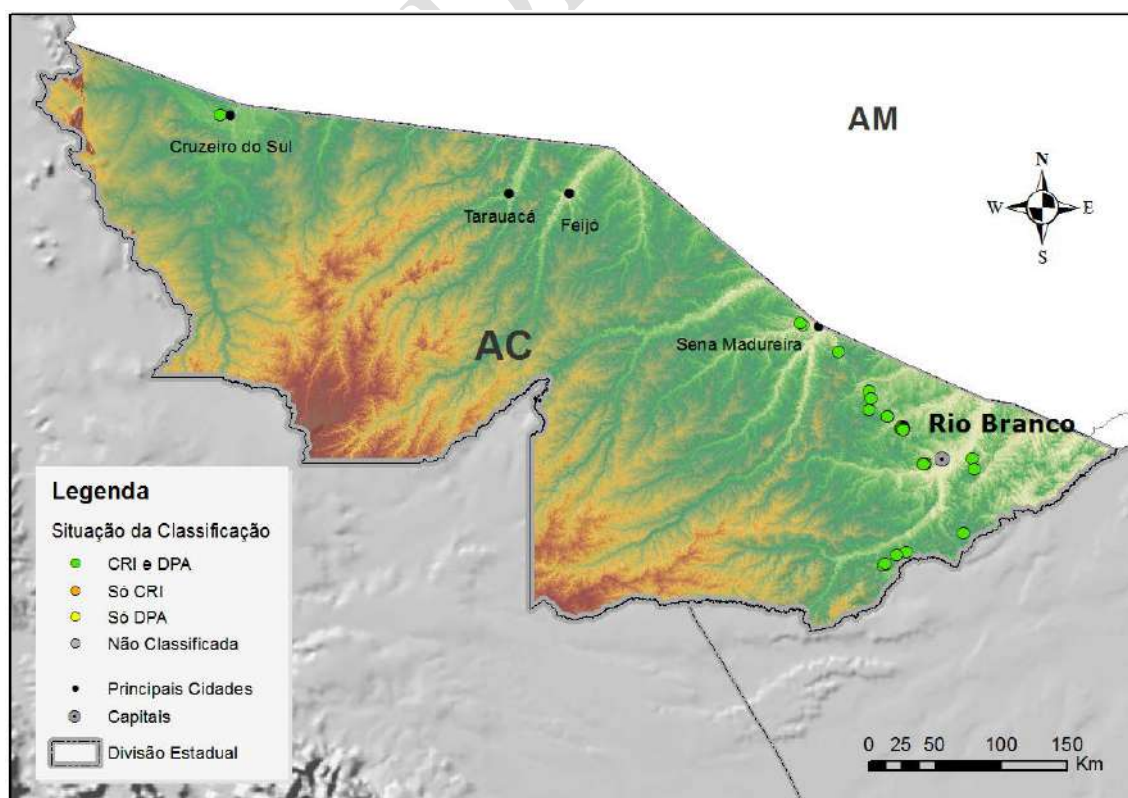 AM
N
W E
S
Cruzeiro do Sul
Tarauacá
Feijó
AC
Sena Madureira
Rio Branco
Legenda
Situação da Classificação
CRI e DPA
Só CRI
Só DPA
Não Classificada
Principais Cidades
Capitais
Divisão Estadual
0 25 50 100 150
Km